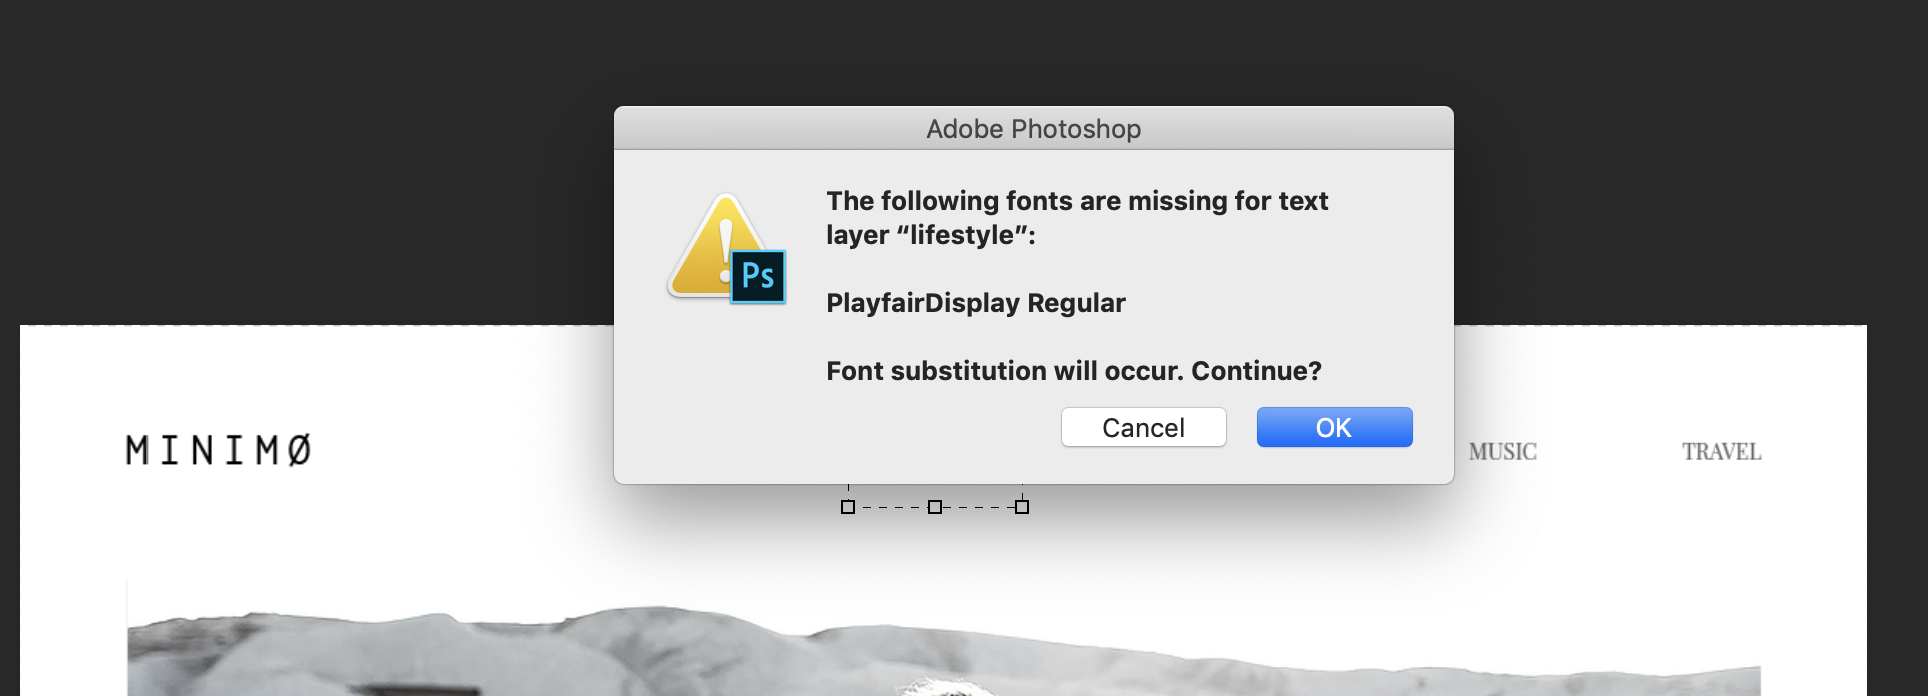 Adobe Photoshop
The following fonts are missing for text
layer “lifestyle”:
PlayfairDisplay Regular
Font substitution will occur. Continue?
Ps
Cancel
OK
MINIMØ
MUSIC
TRAVEL